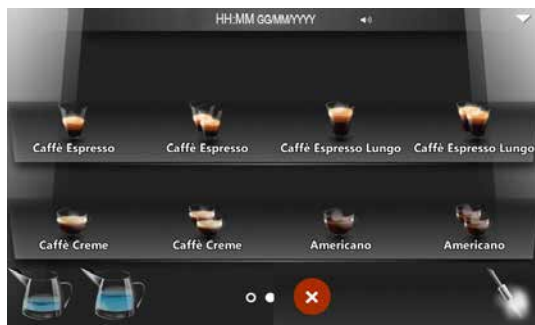 HH:MM GG/MM/YYYY
Caffè Espresso
Caffè Espresso
Caffè Espresso Lungo
Caffè Espresso Lungo
Caffè Creme
Caffè Creme
Americano
Americano